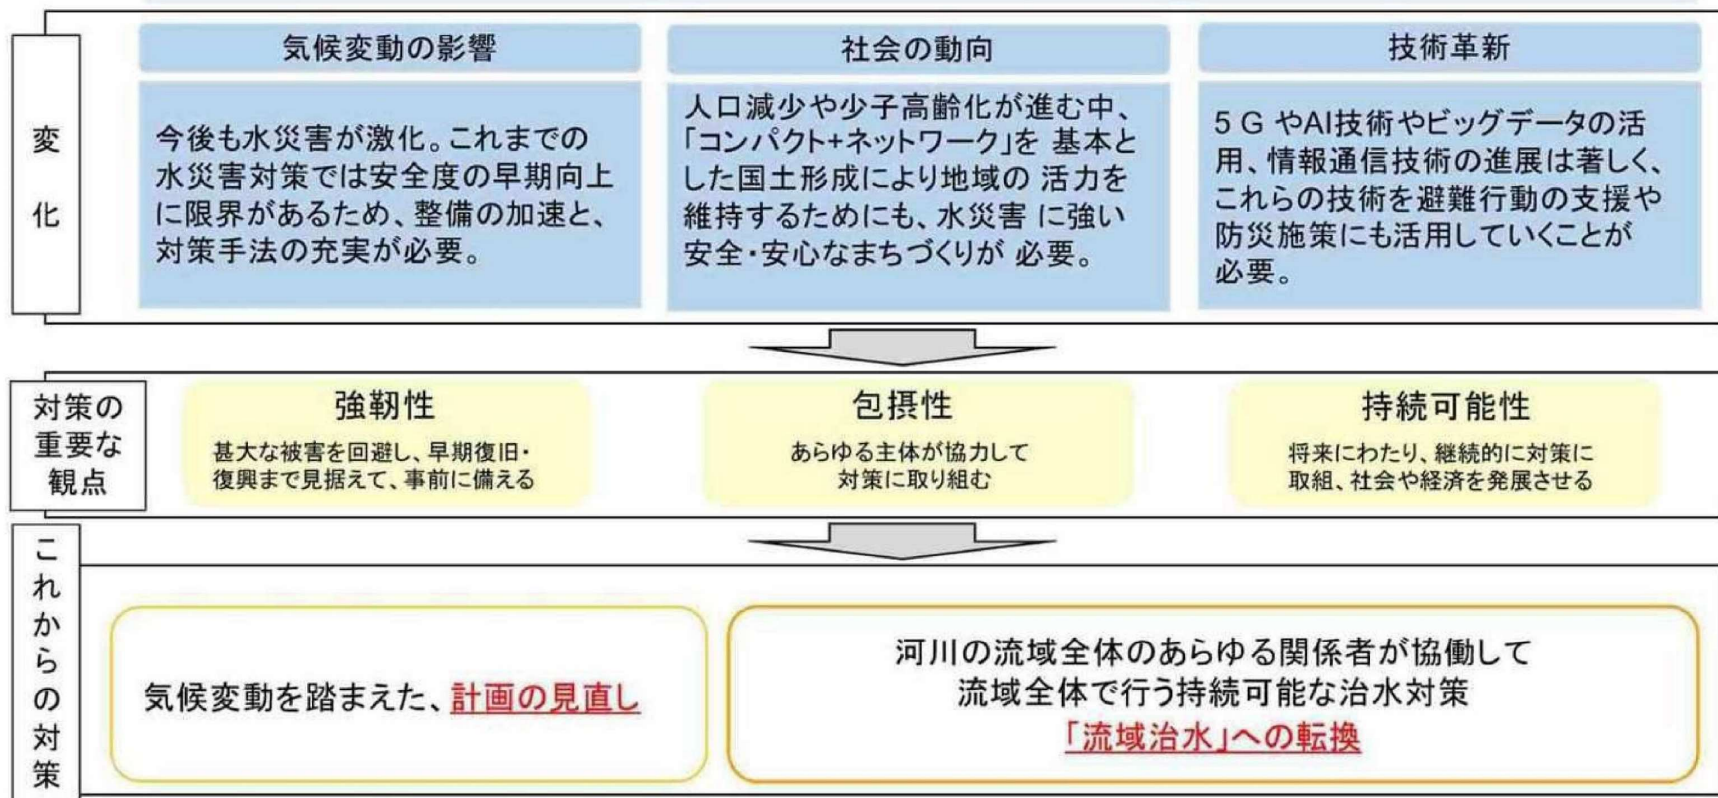 変化
気候変動の影響
今後も水災害が激化。これまでの
水災害対策では安全度の早期向上
に限界があるため、整備の加速と、
対策手法の充実が必要。
社会の動向
人口減少や少子高齢化が進む中、
「コンパクト+ネットワーク」を 基本と
した国土形成により地域の 活力を
維持するためにも、水災害 に強い
安全・安心なまちづくりが 必要。
技術革新
5 G やAI技術やビッグデータの活
用、情報通信技術の進展は著しく、
これらの技術を避難行動の支援や
防災施策にも活用していくことが
必要。
対策の
重要な
観点
強靭性
甚大な被害を回避し、早期復旧・
復興まで見据えて、事前に備える
包摂性
あらゆる主体が協力して
対策に取り組む
持続可能性
将来にわたり、継続的に対策に
取組、社会や経済を発展させる
これからの対策
気候変動を踏まえた、計画の見直し
河川の流域全体のあらゆる関係者が協働して
流域全体で行う持続可能な治水対策
「流域治水」への転換